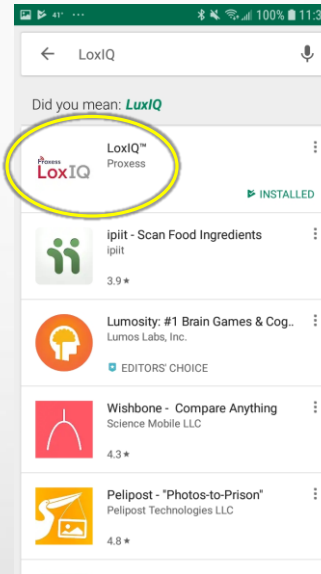 41° ··· 100% 11:3
LoxIQ
Did you mean: LuxIQ
Proxess
LoxIQ
LoxIQ™
Proxess
INSTALLED
ipiit - Scan Food Ingredients
ipiit
3.9★
Lumosity: #1 Brain Games & Cog..
Lumos Labs, Inc.
EDITORS' CHOICE
Wishbone - Compare Anything
Science Mobile LLC
4.3★
Pelipost - "Photos-to-Prison"
Pelipost Technologies LLC
4.8★